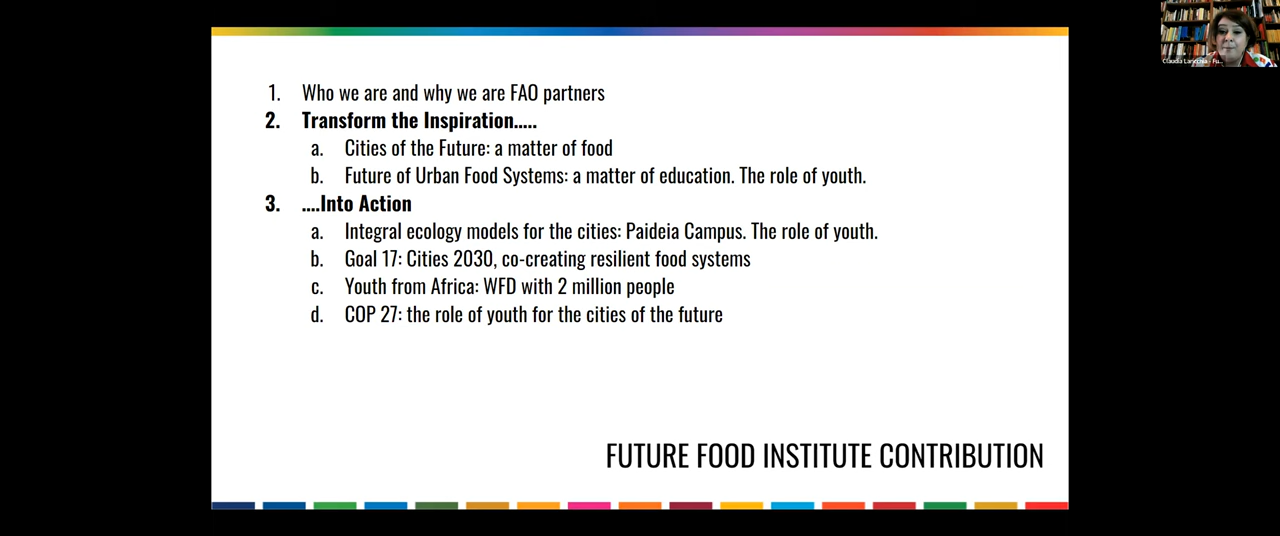 1. Who we are and why we are FAO partners
2. Transform the Inspiration.....
a. Cities of the Future: a matter of food
b. Future of Urban Food Systems: a matter of education. The role of youth.
3. ....Into Action
a. Integral ecology models for the cities: Paideia Campus. The role of youth.
b. Goal 17: Cities 2030, co-creating resilient food systems
c. Youth from Africa: WFD with 2 million people
d. COP 27: the role of youth for the cities of the future
FUTURE FOOD INSTITUTE CONTRIBUTION
Claudia Laricchia - Fu...